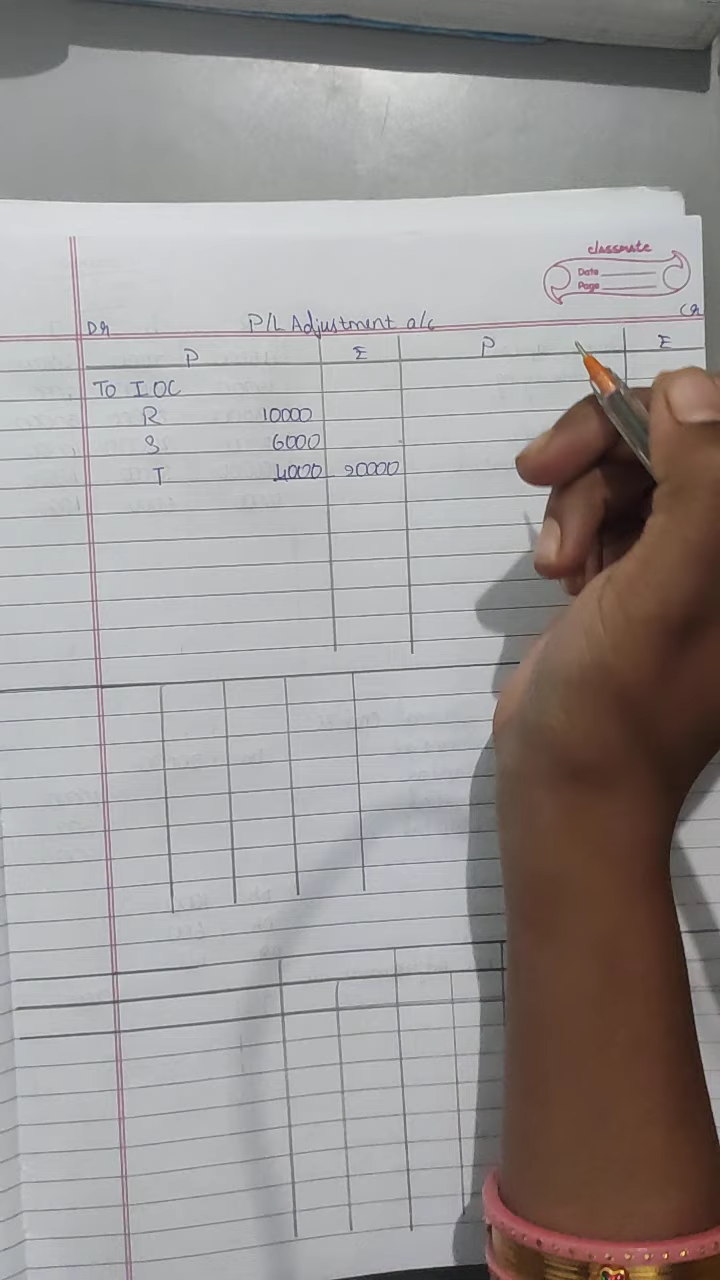 classmate
Date
Page
Dr P/L Adjustment a/c Cr
P Σ P Σ
To IOC
R 10000
S 6000
T 4000 20000